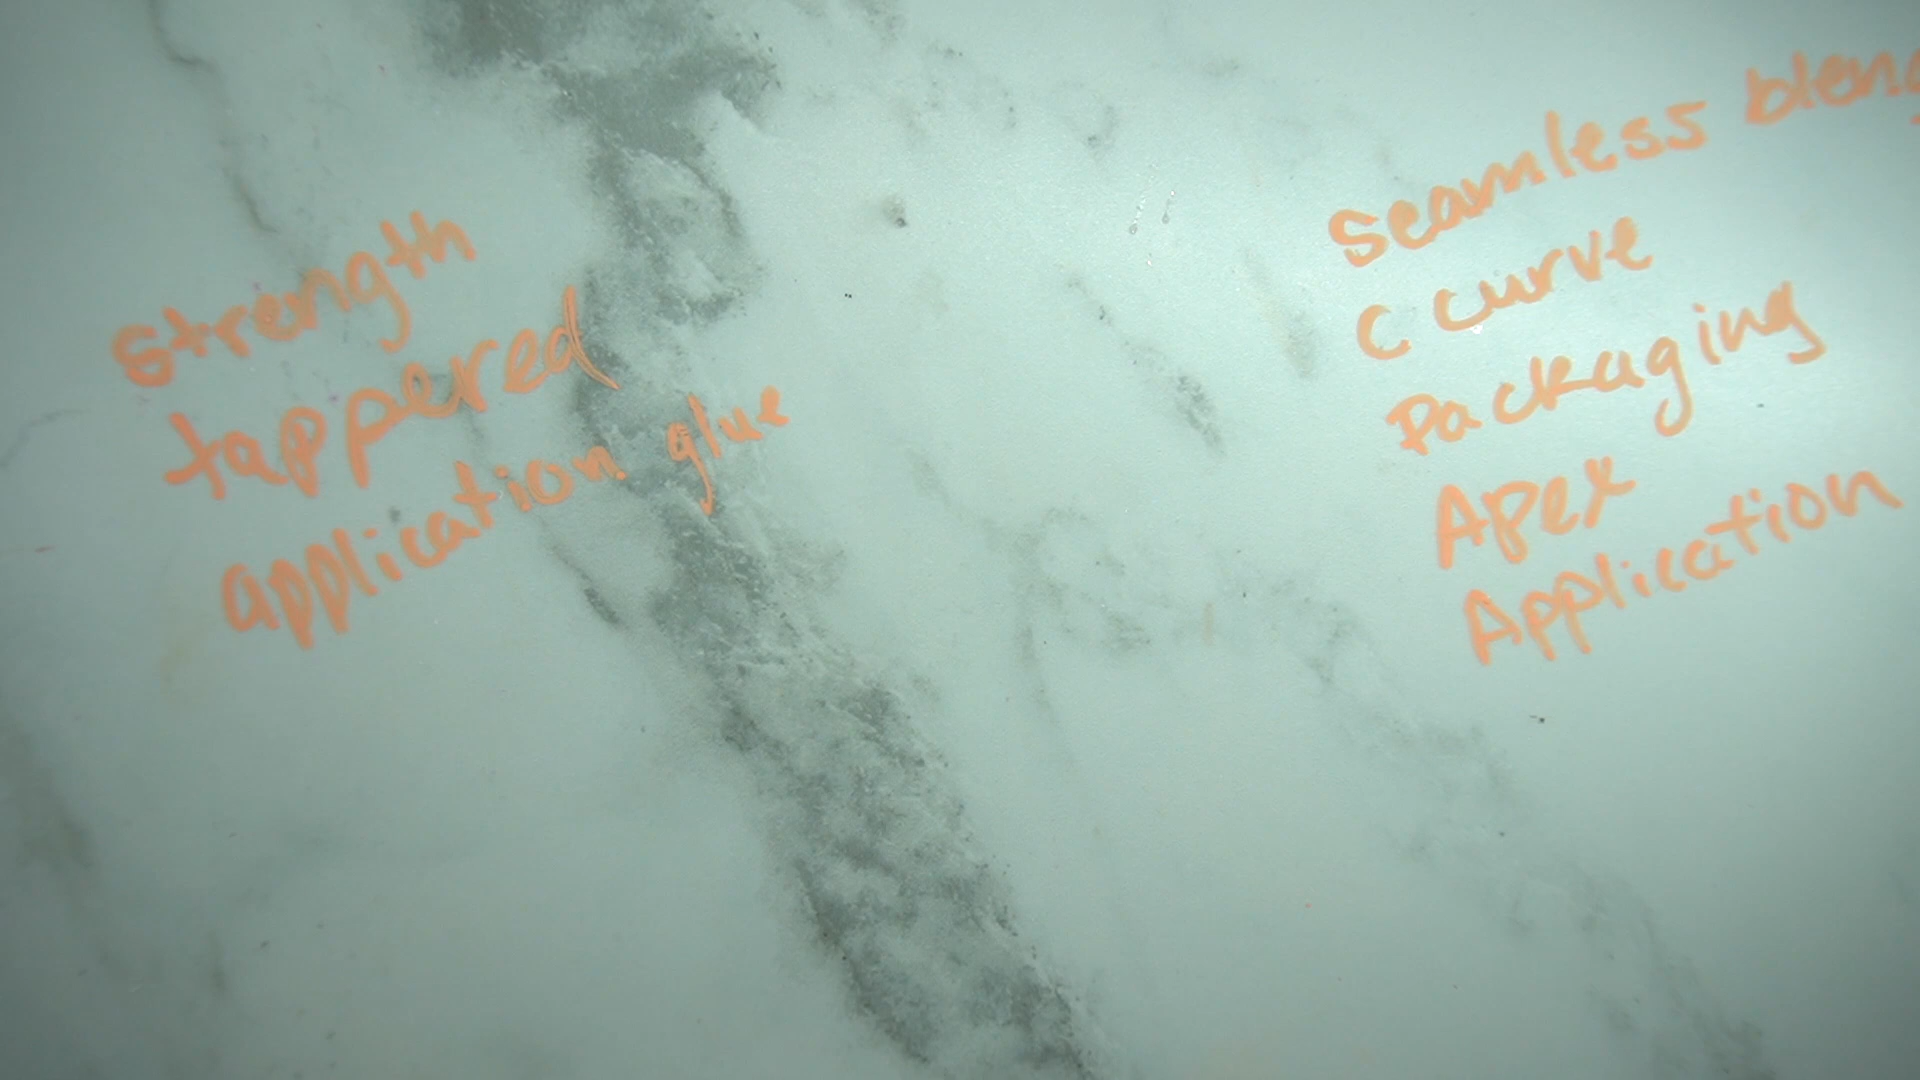 strength
tappered
application glue
Seamless blend
C curve
Packaging
Apex
Application